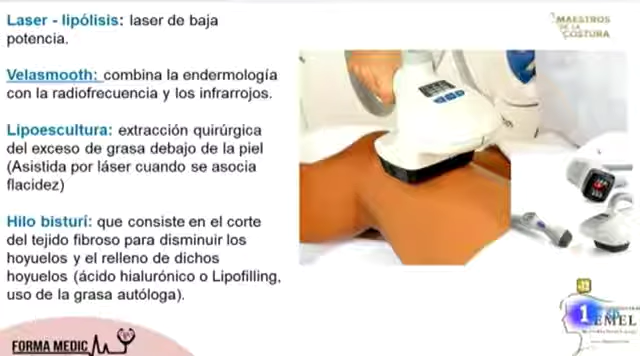 Laser - lipólisis: laser de baja
potencia.
Velasmooth: combina la endermología
con la radiofrecuencia y los infrarrojos.
Lipoescultura: extracción quirúrgica
del exceso de grasa debajo de la piel
(Asistida por láser cuando se asocia
flacidez)
Hilo bisturí: que consiste en el corte
del tejido fibroso para disminuir los
hoyuelos y el relleno de dichos
hoyuelos (ácido hialurónico o Lipofilling,
uso de la grasa autóloga).
MAESTROS
DE LA
COSTURA
+12
1
EMEL
FORMA MEDIC